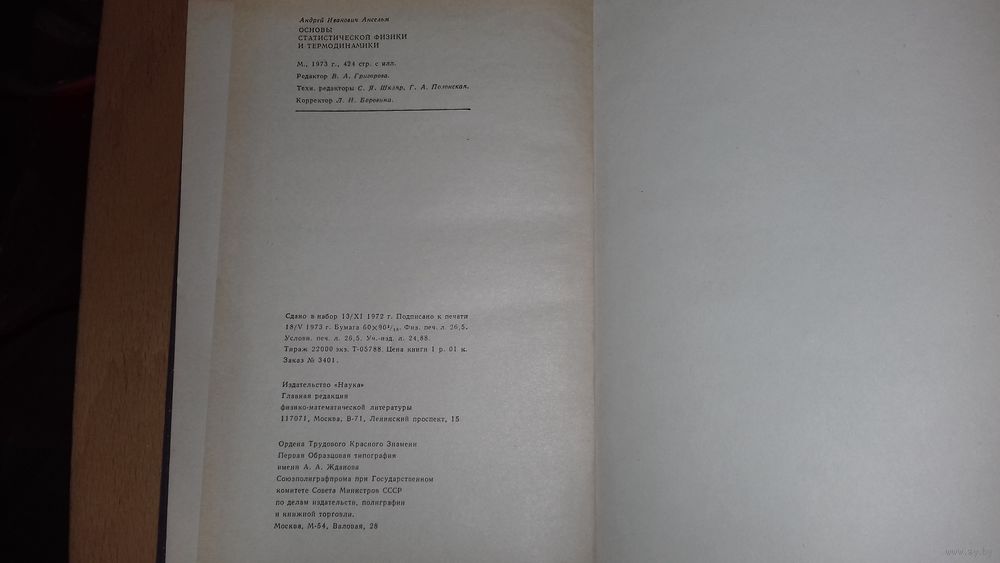 Андрей Иванович Ансельм
ОСНОВЫ
СТАТИСТИЧЕСКОЙ ФИЗИКИ
И ТЕРМОДИНАМИКИ
М., 1973 г., 424 стр. с илл.
Редактор В. А. Григорова.
Техн. редакторы С. Я. Шкляр, Г. А. Полонская.
Корректор Л. Н. Боровина.
Сдано в набор 13/XI 1972 г. Подписано к печати
18/V 1973 г. Бумага 60×90¹/₁₆. Физ. печ. л. 26,5.
Условн. печ. л. 26,5. Уч.-изд. л. 24,88.
Тираж 22000 экз. Т-05788. Цена книги 1 р. 01 к.
Заказ № 3401.
Издательство «Наука»
Главная редакция
физико-математической литературы
117071, Москва, В-71, Ленинский проспект, 15
Ордена Трудового Красного Знамени
Первая Образцовая типография
имени А. А. Жданова
Союзполиграфпрома при Государственном
комитете Совета Министров СССР
по делам издательств, полиграфии
и книжной торговли.
Москва, М-54, Валовая, 28
www.ay.by